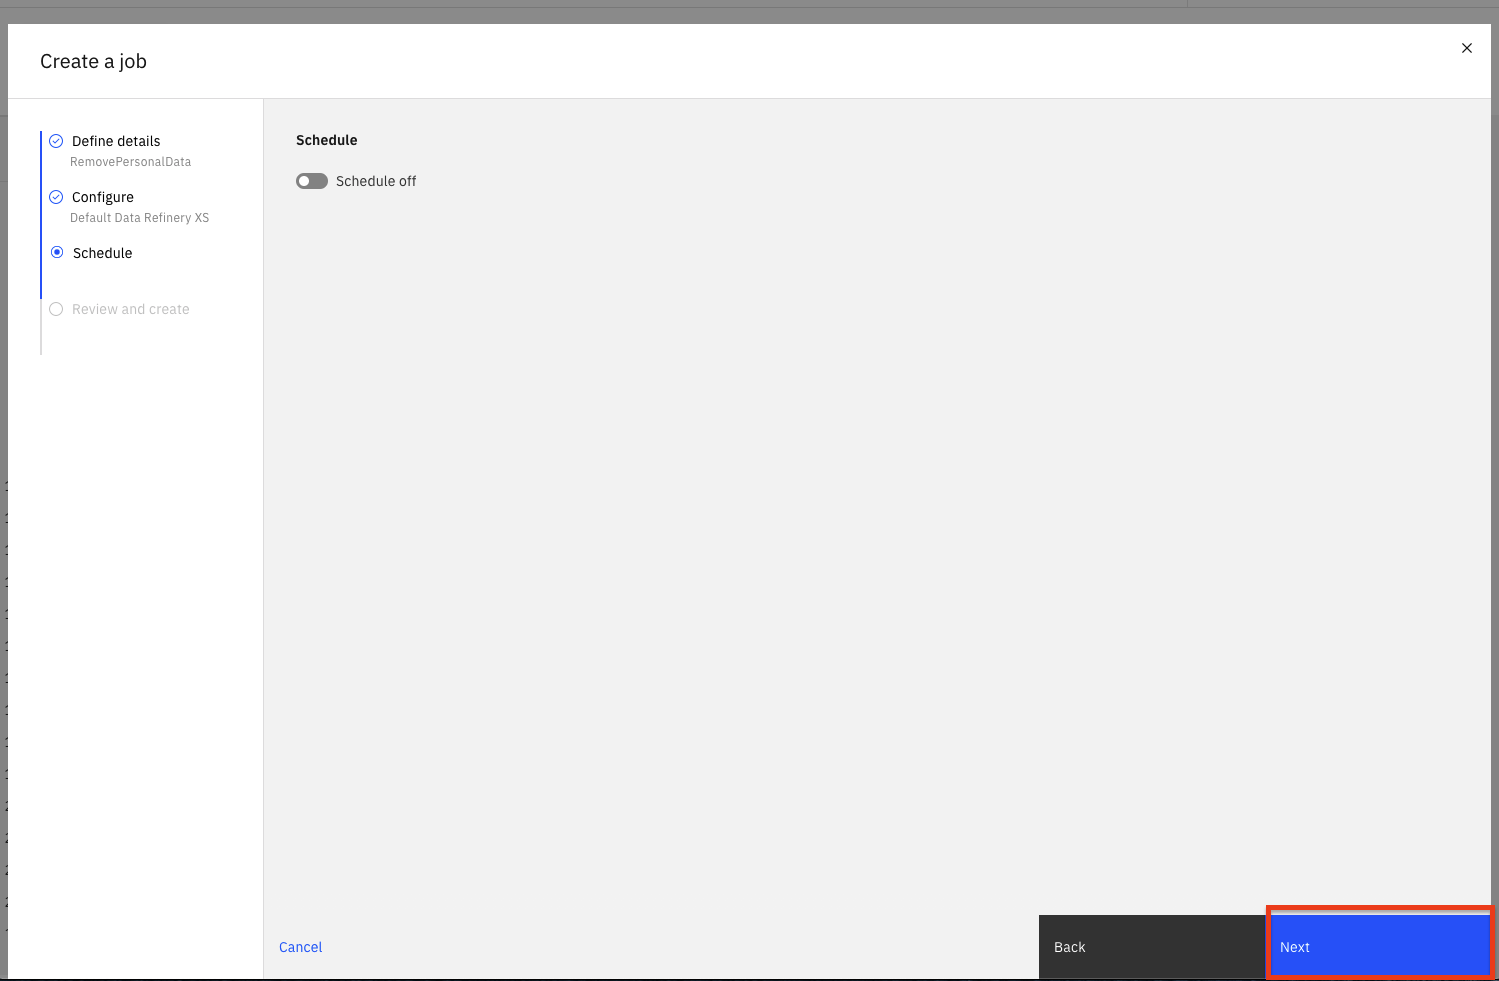 Create a job
Define details
RemovePersonalData
Configure
Default Data Refinery XS
Schedule
Review and create
Schedule
Schedule off
Cancel
Back
Next